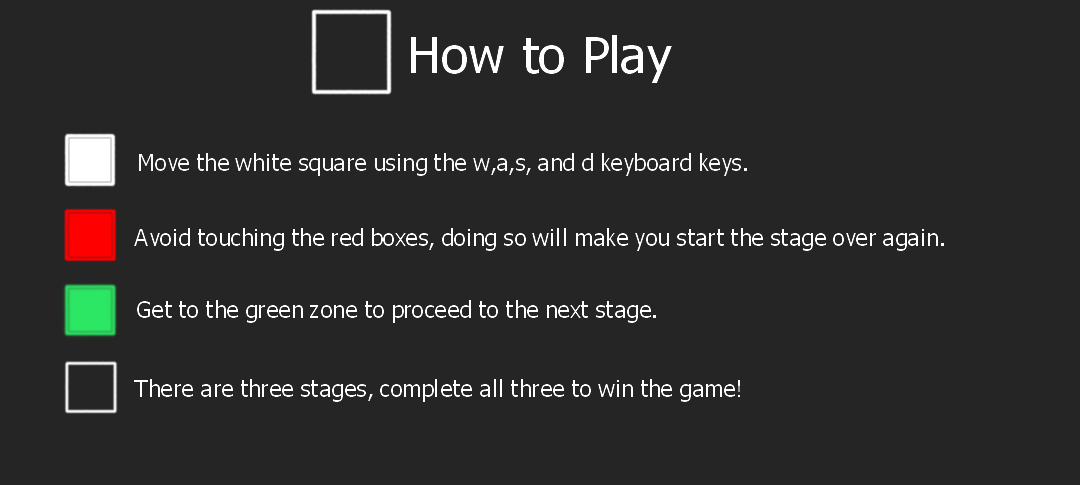 How to Play
Move the white square using the w,a,s, and d keyboard keys.
Avoid touching the red boxes, doing so will make you start the stage over again.
Get to the green zone to proceed to the next stage.
There are three stages, complete all three to win the game!